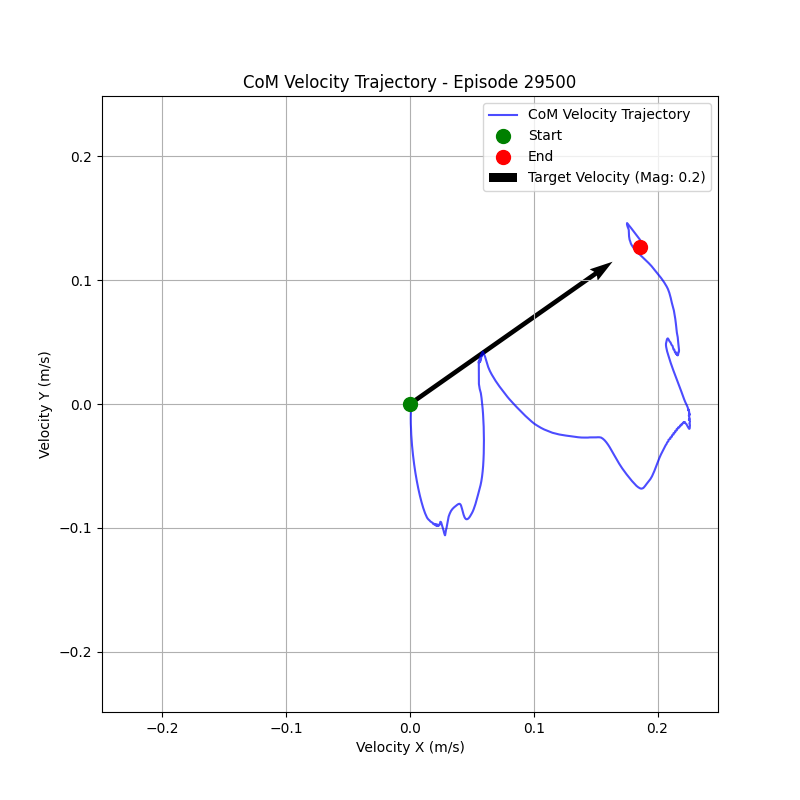 CoM Velocity Trajectory - Episode 29500
CoM Velocity Trajectory
Start
End
Target Velocity (Mag: 0.2)
0.2
0.1
0.0
−0.1
−0.2
Velocity Y (m/s)
−0.2
−0.1
0.0
0.1
0.2
Velocity X (m/s)